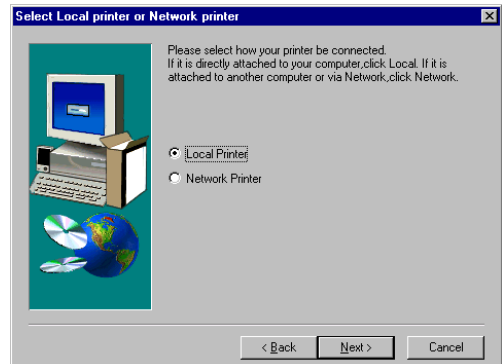 Select Local printer or Network printer
Please select how your printer be connected.
If it is directly attached to your computer,click Local. If it is
attached to another computer or via Network,click Network.
Local Printer
Network Printer
< Back
Next >
Cancel